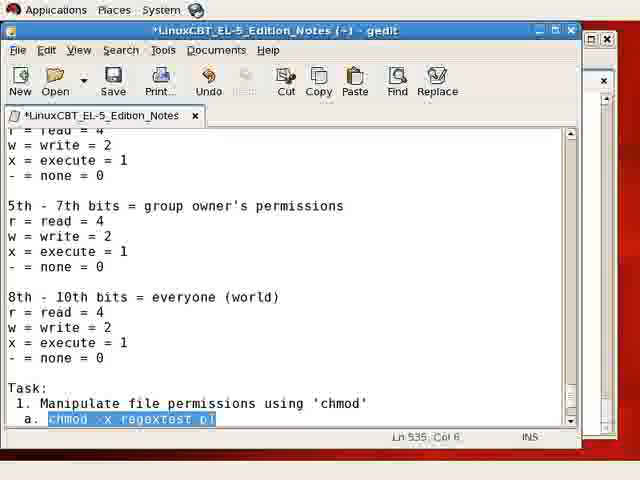 Applications Places System
*LinuxCBT_EL-5_Edition_Notes (~) - gedit
File Edit View Search Tools Documents Help
New Open Save Print... Undo Cut Copy Paste Find Replace
*LinuxCBT_EL-5_Edition_Notes
r = read = 4
w = write = 2
x = execute = 1
- = none = 0
5th - 7th bits = group owner's permissions
r = read = 4
w = write = 2
x = execute = 1
- = none = 0
8th - 10th bits = everyone (world)
r = read = 4
w = write = 2
x = execute = 1
- = none = 0
Task:
1. Manipulate file permissions using 'chmod'
a. chmod -x regextest.pl
Ln 535, Col 6 INS